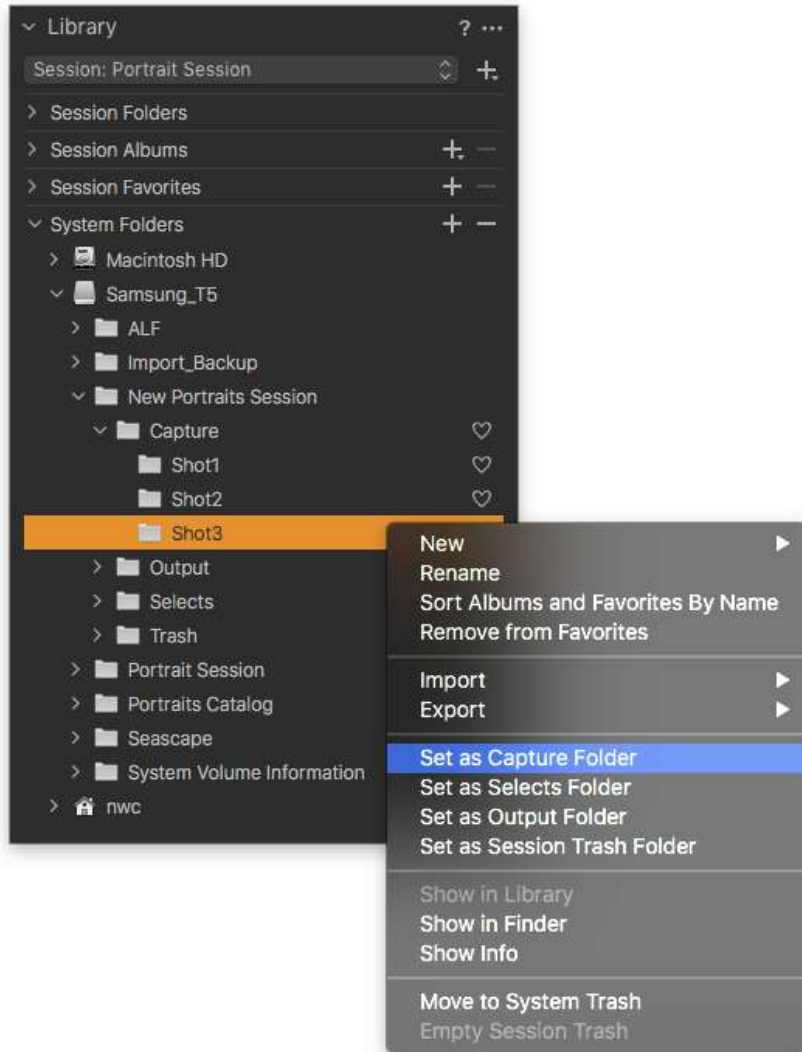 Library ? ...
Session: Portrait Session
Session Folders
Session Albums
Session Favorites
System Folders
Macintosh HD
Samsung_T5
ALF
Import_Backup
New Portraits Session
Capture
Shot1
Shot2
Shot3
Output
Selects
Trash
Portrait Session
Portraits Catalog
Seascape
System Volume Information
nwc
New
Rename
Sort Albums and Favorites By Name
Remove from Favorites
Import
Export
Set as Capture Folder
Set as Selects Folder
Set as Output Folder
Set as Session Trash Folder
Show in Library
Show in Finder
Show Info
Move to System Trash
Empty Session Trash